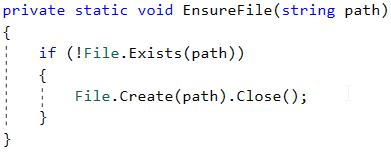 private static void EnsureFile(string path)
{
    if (!File.Exists(path))
    {
        File.Create(path).Close();
    }
}